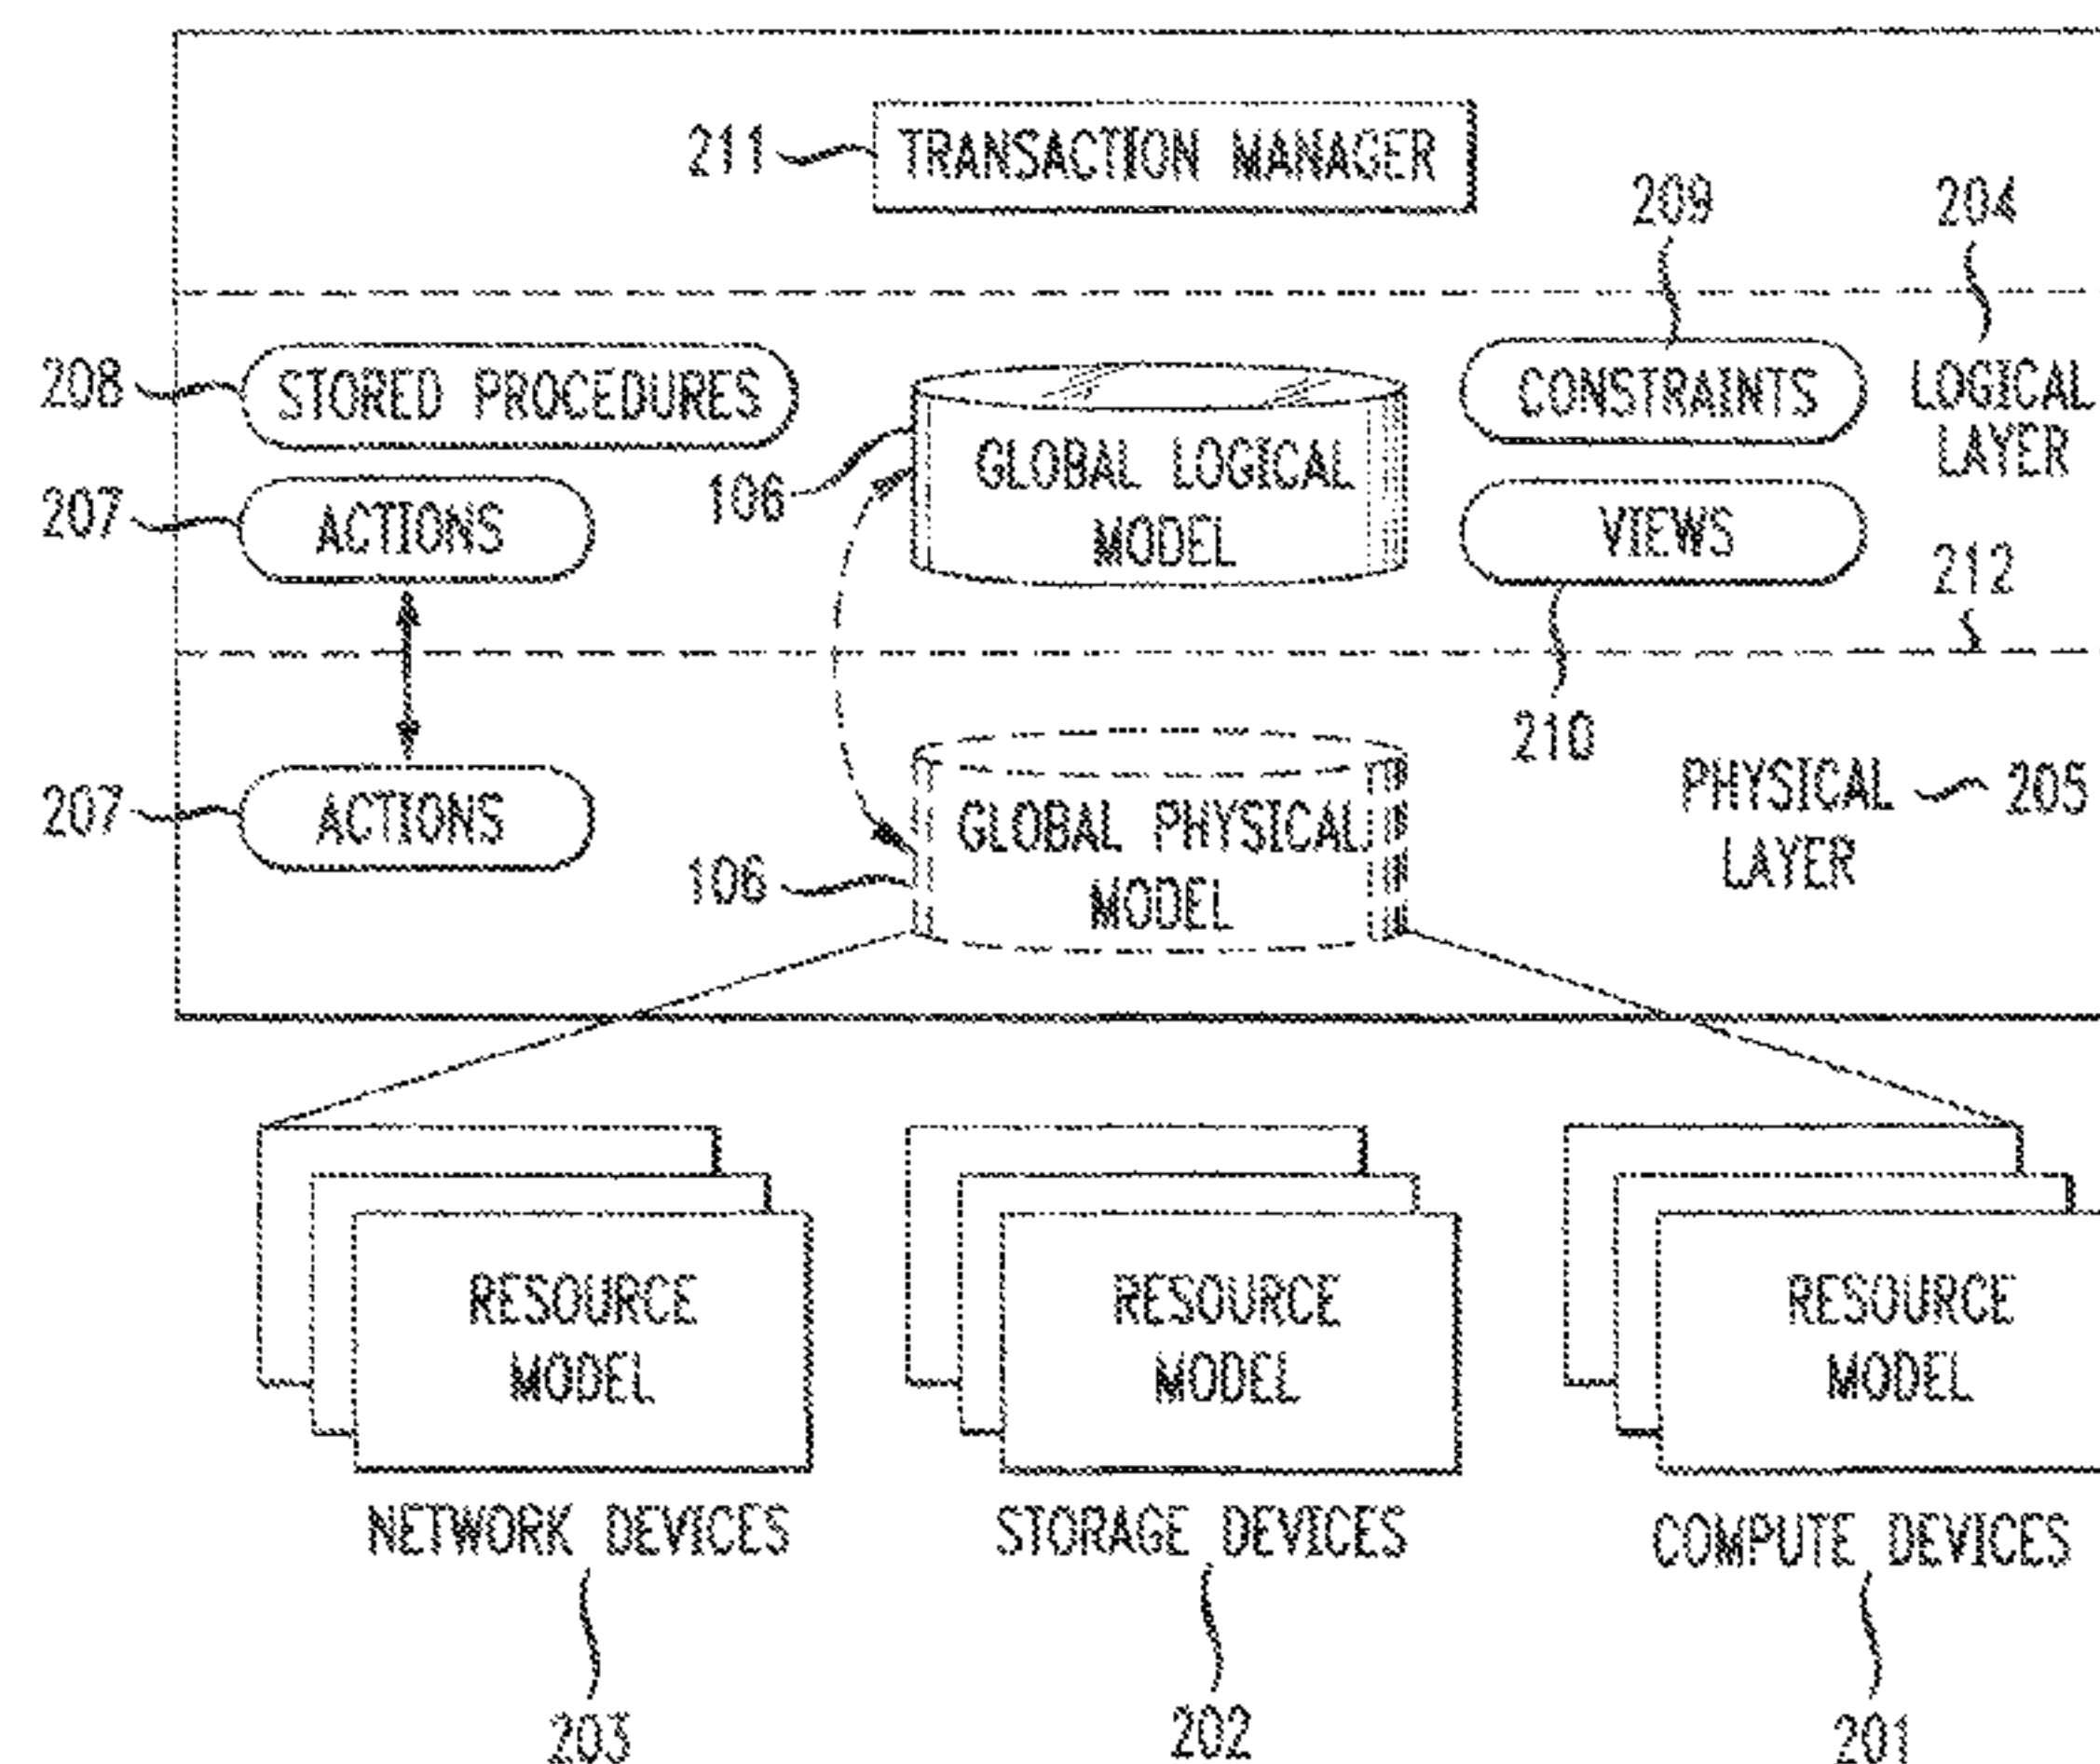 211 TRANSACTION MANAGER
209
204
208 STORED PROCEDURES
CONSTRAINTS
LOGICAL
LAYER
106
GLOBAL LOGICAL
MODEL
207 ACTIONS
VIEWS
212
210
207 ACTIONS
106
GLOBAL PHYSICAL
MODEL
PHYSICAL 205
LAYER
RESOURCE
MODEL
RESOURCE
MODEL
RESOURCE
MODEL
NETWORK DEVICES
STORAGE DEVICES
COMPUTE DEVICES
203
202
201